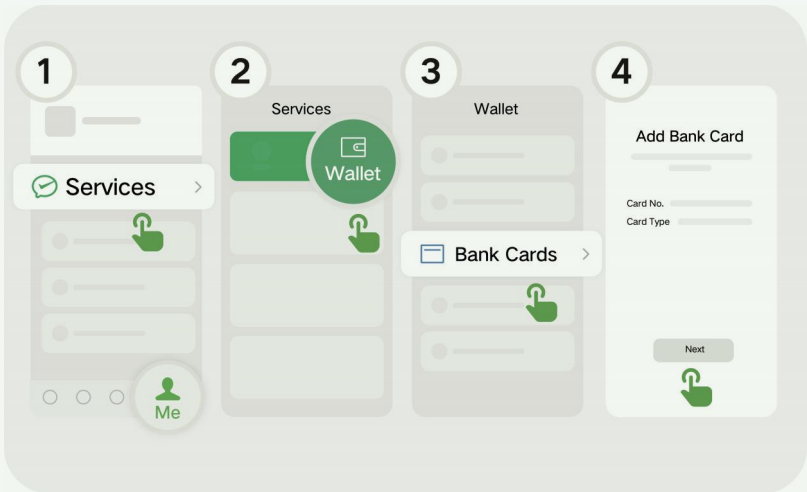 1
Services
Me
2
Services
Wallet
3
Wallet
Bank Cards
4
Add Bank Card
Card No.
Card Type
Next